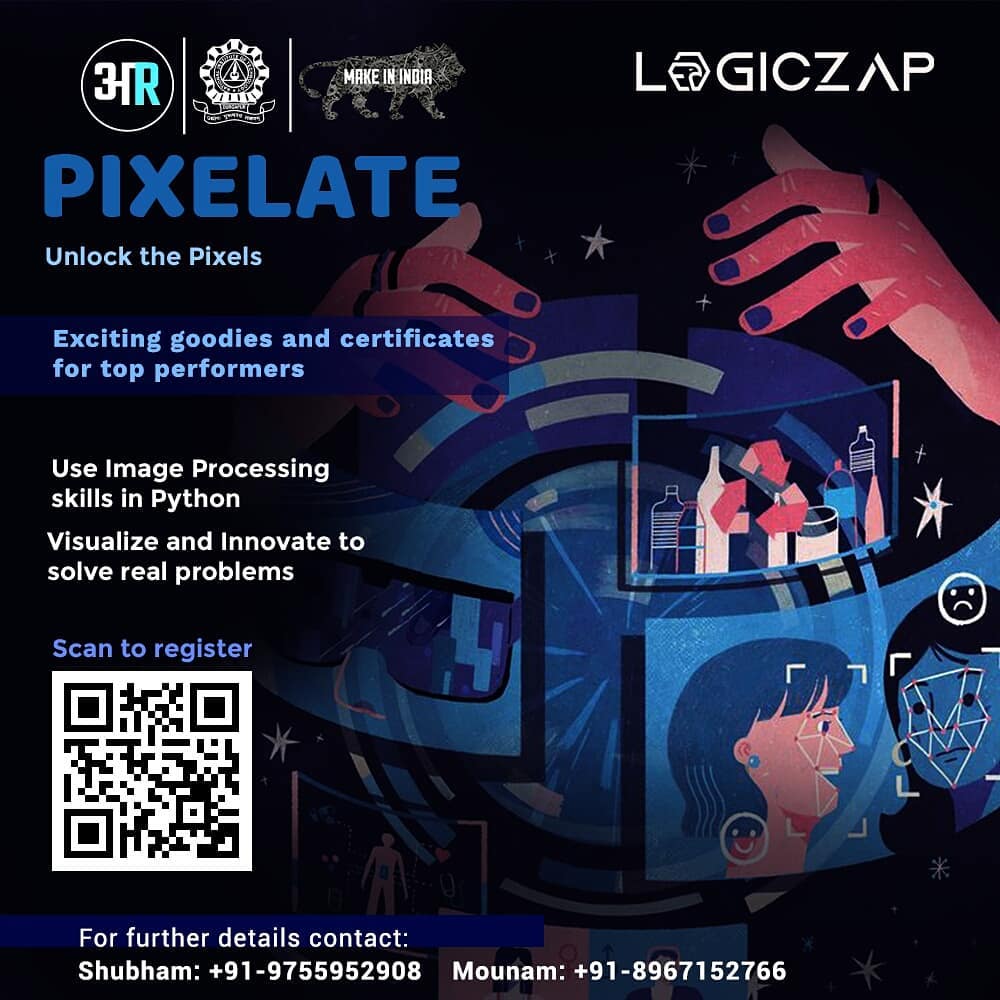 अR
MAKE IN INDIA
LOGICZAP
DURGAPUR
PIXELATE
Unlock the Pixels
Exciting goodies and certificates
for top performers
Use Image Processing
skills in Python
Visualize and Innovate to
solve real problems
Scan to register
For further details contact:
Shubham: +91-9755952908 Mounam: +91-8967152766